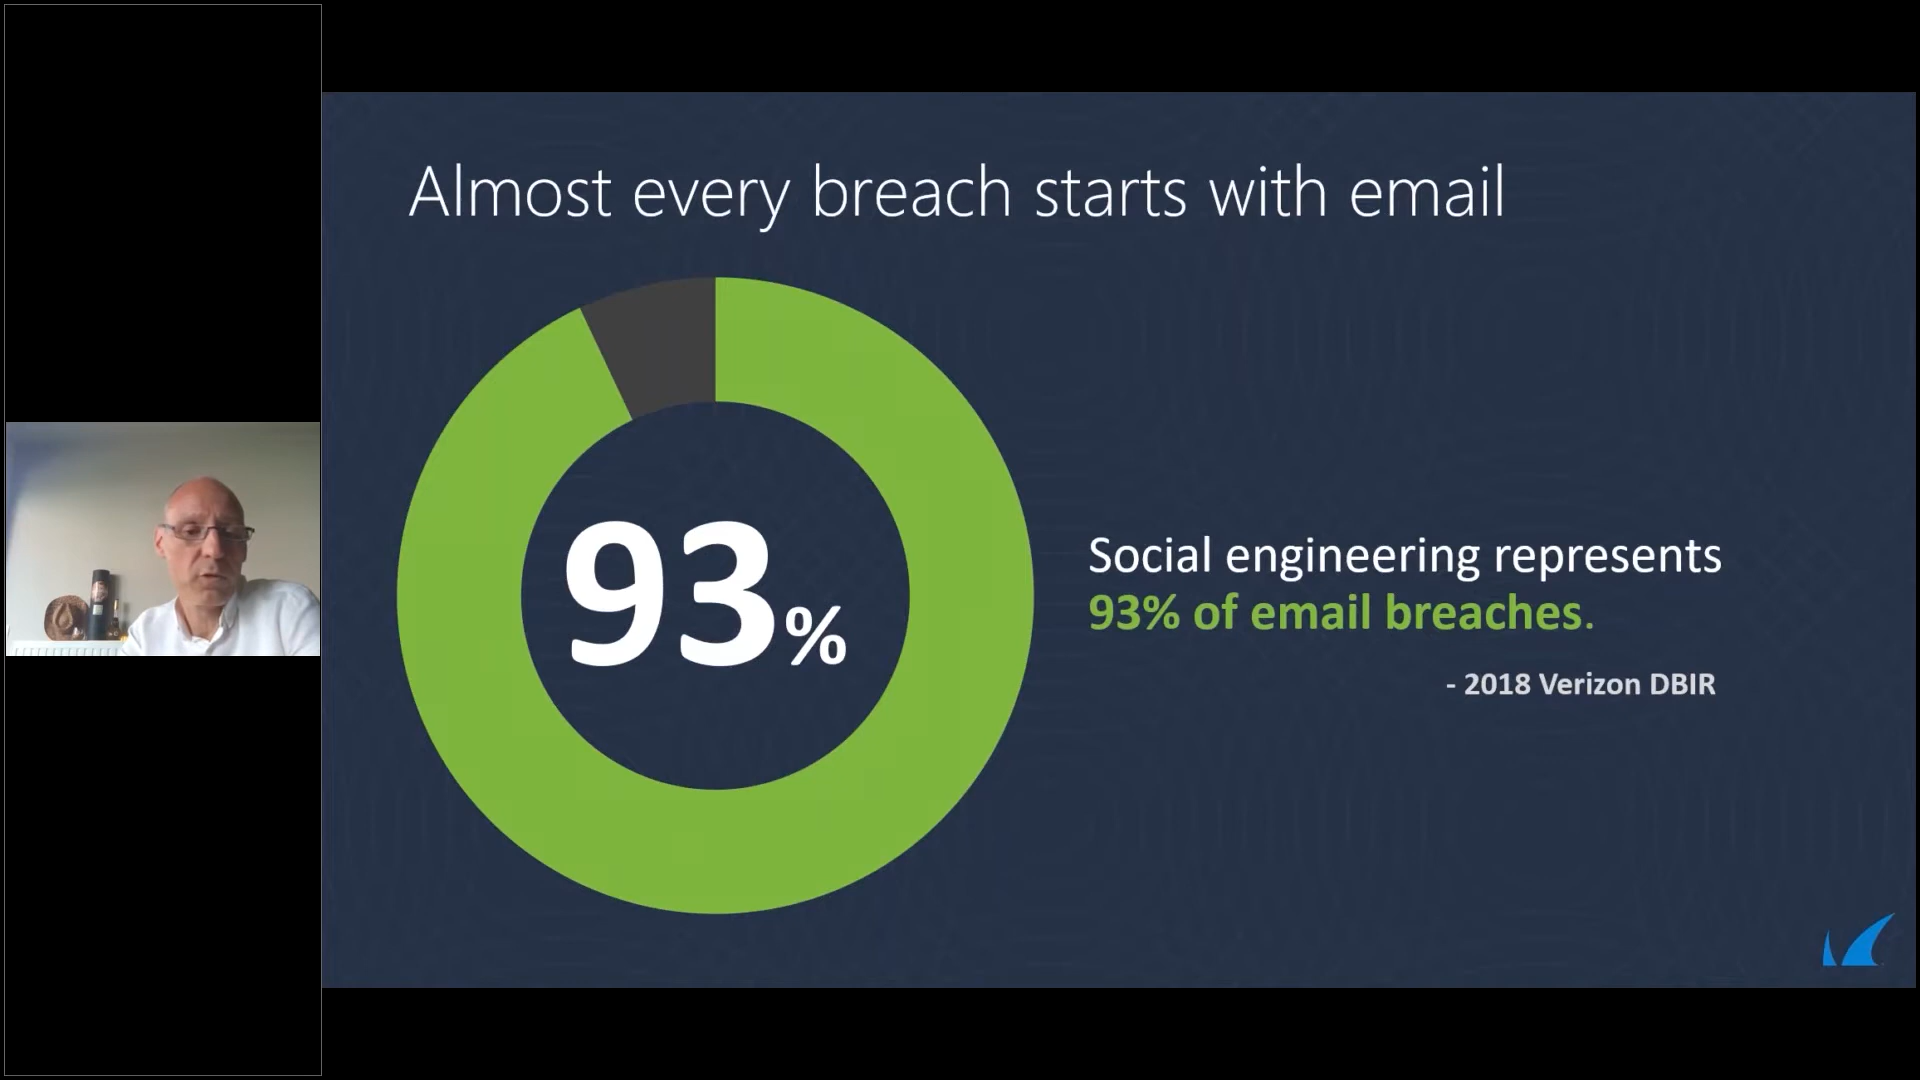 Almost every breach starts with email
93%
Social engineering represents
93% of email breaches.
- 2018 Verizon DBIR